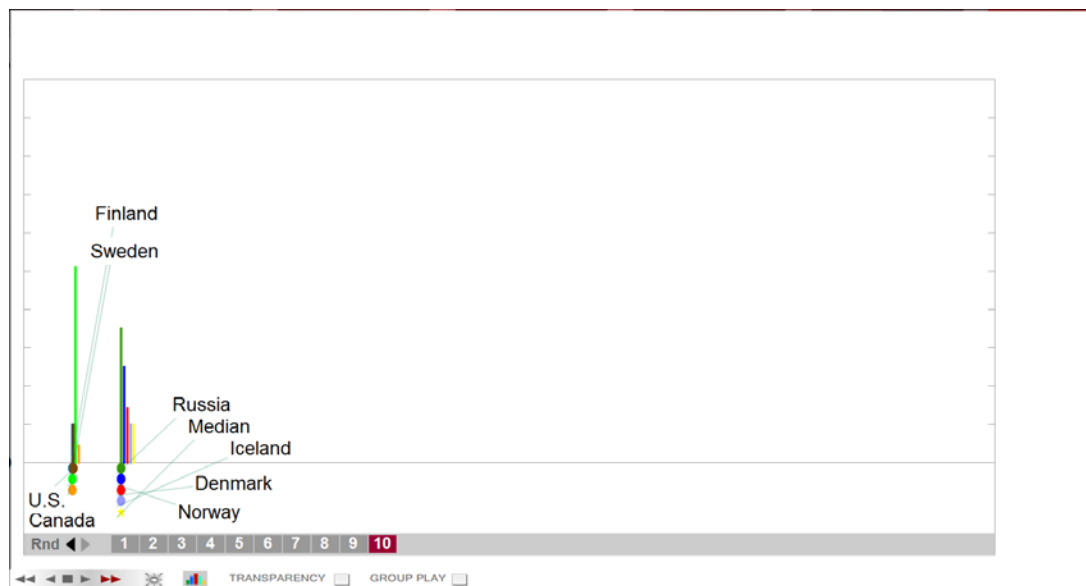 Finland
Sweden
Russia
Median
Iceland
Denmark
U.S.
Canada
Norway
Rnd 1 2 3 4 5 6 7 8 9 10
TRANSPARENCY GROUP PLAY